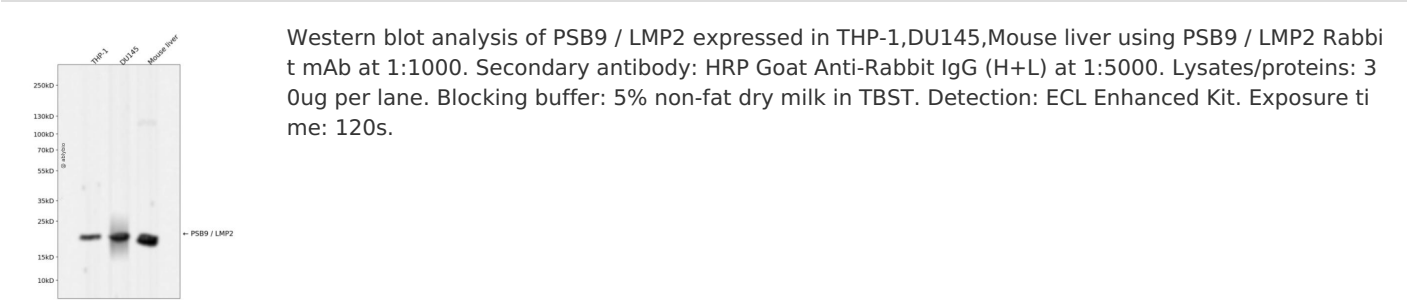 THP-1
DU145
Mouse liver
250kD
130kD
100kD
70kD
55kD
35kD
25kD
15kD
10kD
@ abybio
← PSB9 / LMP2
Western blot analysis of PSB9 / LMP2 expressed in THP-1,DU145,Mouse liver using PSB9 / LMP2 Rabbi
t mAb at 1:1000. Secondary antibody: HRP Goat Anti-Rabbit IgG (H+L) at 1:5000. Lysates/proteins: 3
0ug per lane. Blocking buffer: 5% non-fat dry milk in TBST. Detection: ECL Enhanced Kit. Exposure ti
me: 120s.